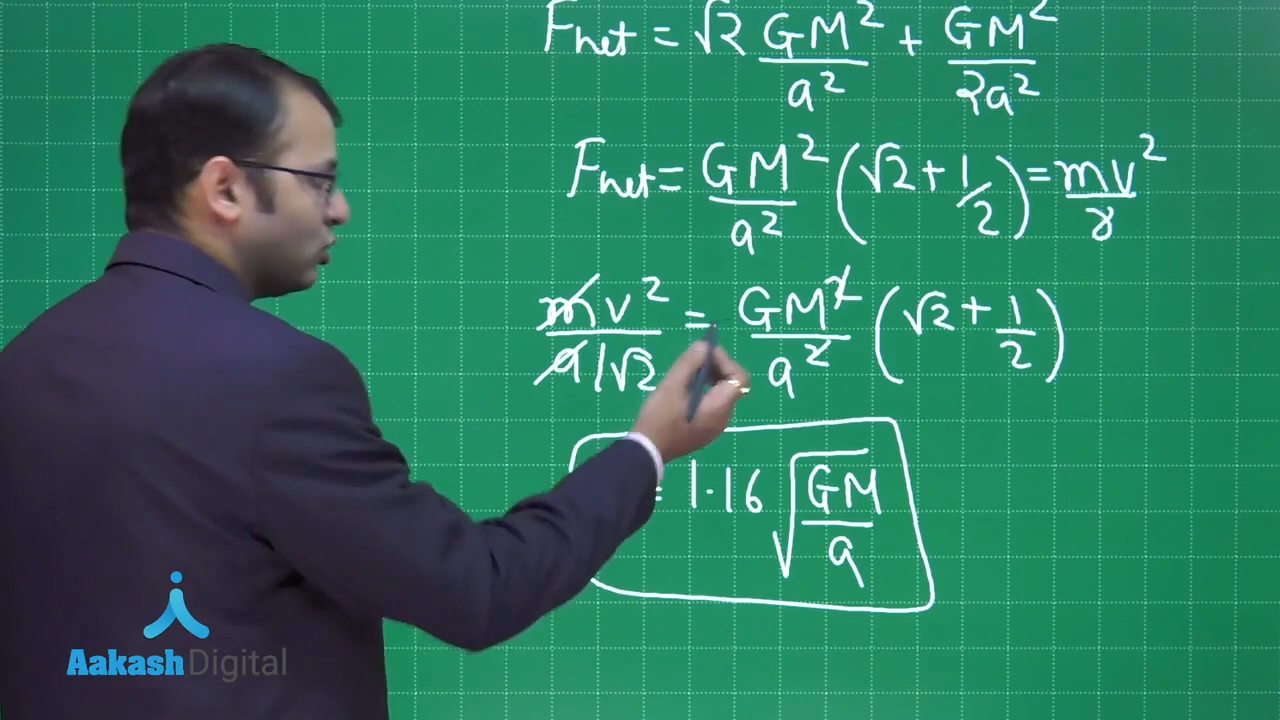 Fnet = √2 GM²/a² + GM²/2a²
Fnet = GM²/a² (√2 + 1/2) = mv²/r
mv²/a/√2 = GM²/a² (√2 + 1/2)
= 1.16 √GM/a
Aakash Digital